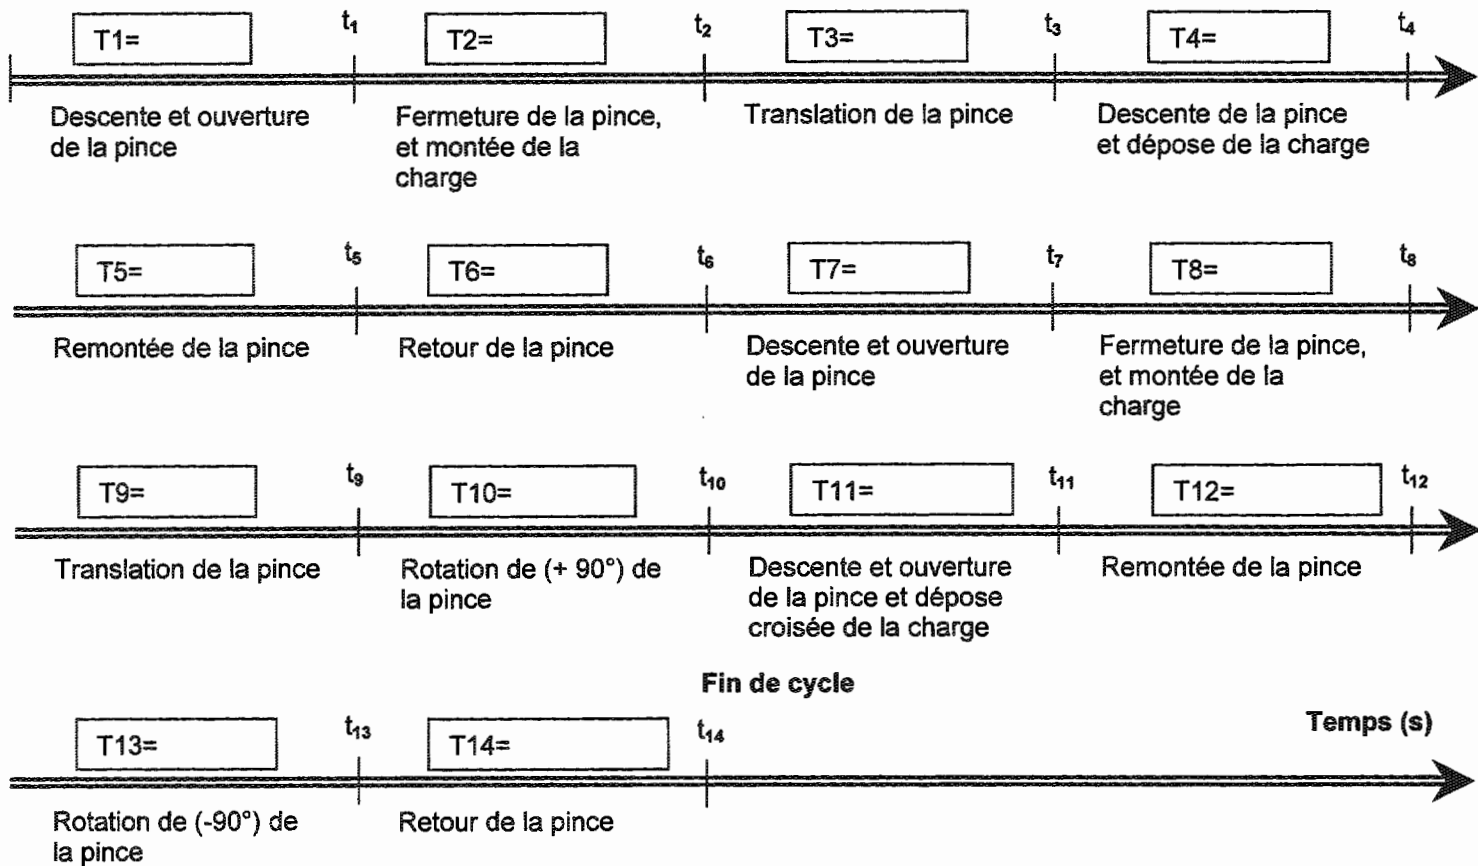 T1= t1 T2= t2 T3= t3 T4= t4
Descente et ouverture
de la pince
Fermeture de la pince,
et montée de la
charge
Translation de la pince
Descente de la pince
et dépose de la charge
T5= t5 T6= t6 T7= t7 T8= t8
Remontée de la pince
Retour de la pince
Descente et ouverture
de la pince
Fermeture de la pince,
et montée de la
charge
T9= t9 T10= t10 T11= t11 T12= t12
Translation de la pince
Rotation de (+ 90°) de
la pince
Descente et ouverture
de la pince et dépose
croisée de la charge
Remontée de la pince
Fin de cycle
T13= t13 T14= t14 Temps (s)
Rotation de (-90°) de
la pince
Retour de la pince